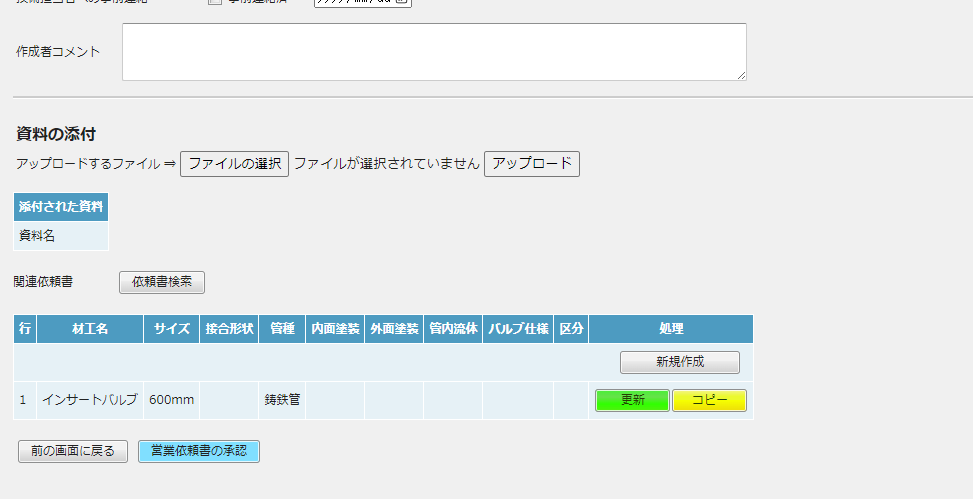 作成者コメント
資料の添付
アップロードするファイル ⇒ ファイルの選択 ファイルが選択されていません アップロード
添付された資料
資料名
関連依頼書 依頼書検索
行 材工名 サイズ 接合形状 管種 内面塗装 外面塗装 管内流体 バルブ仕様 区分 処理
新規作成
1 インサートバルブ 600mm 鋳鉄管 更新 コピー
前の画面に戻る 営業依頼書の承認